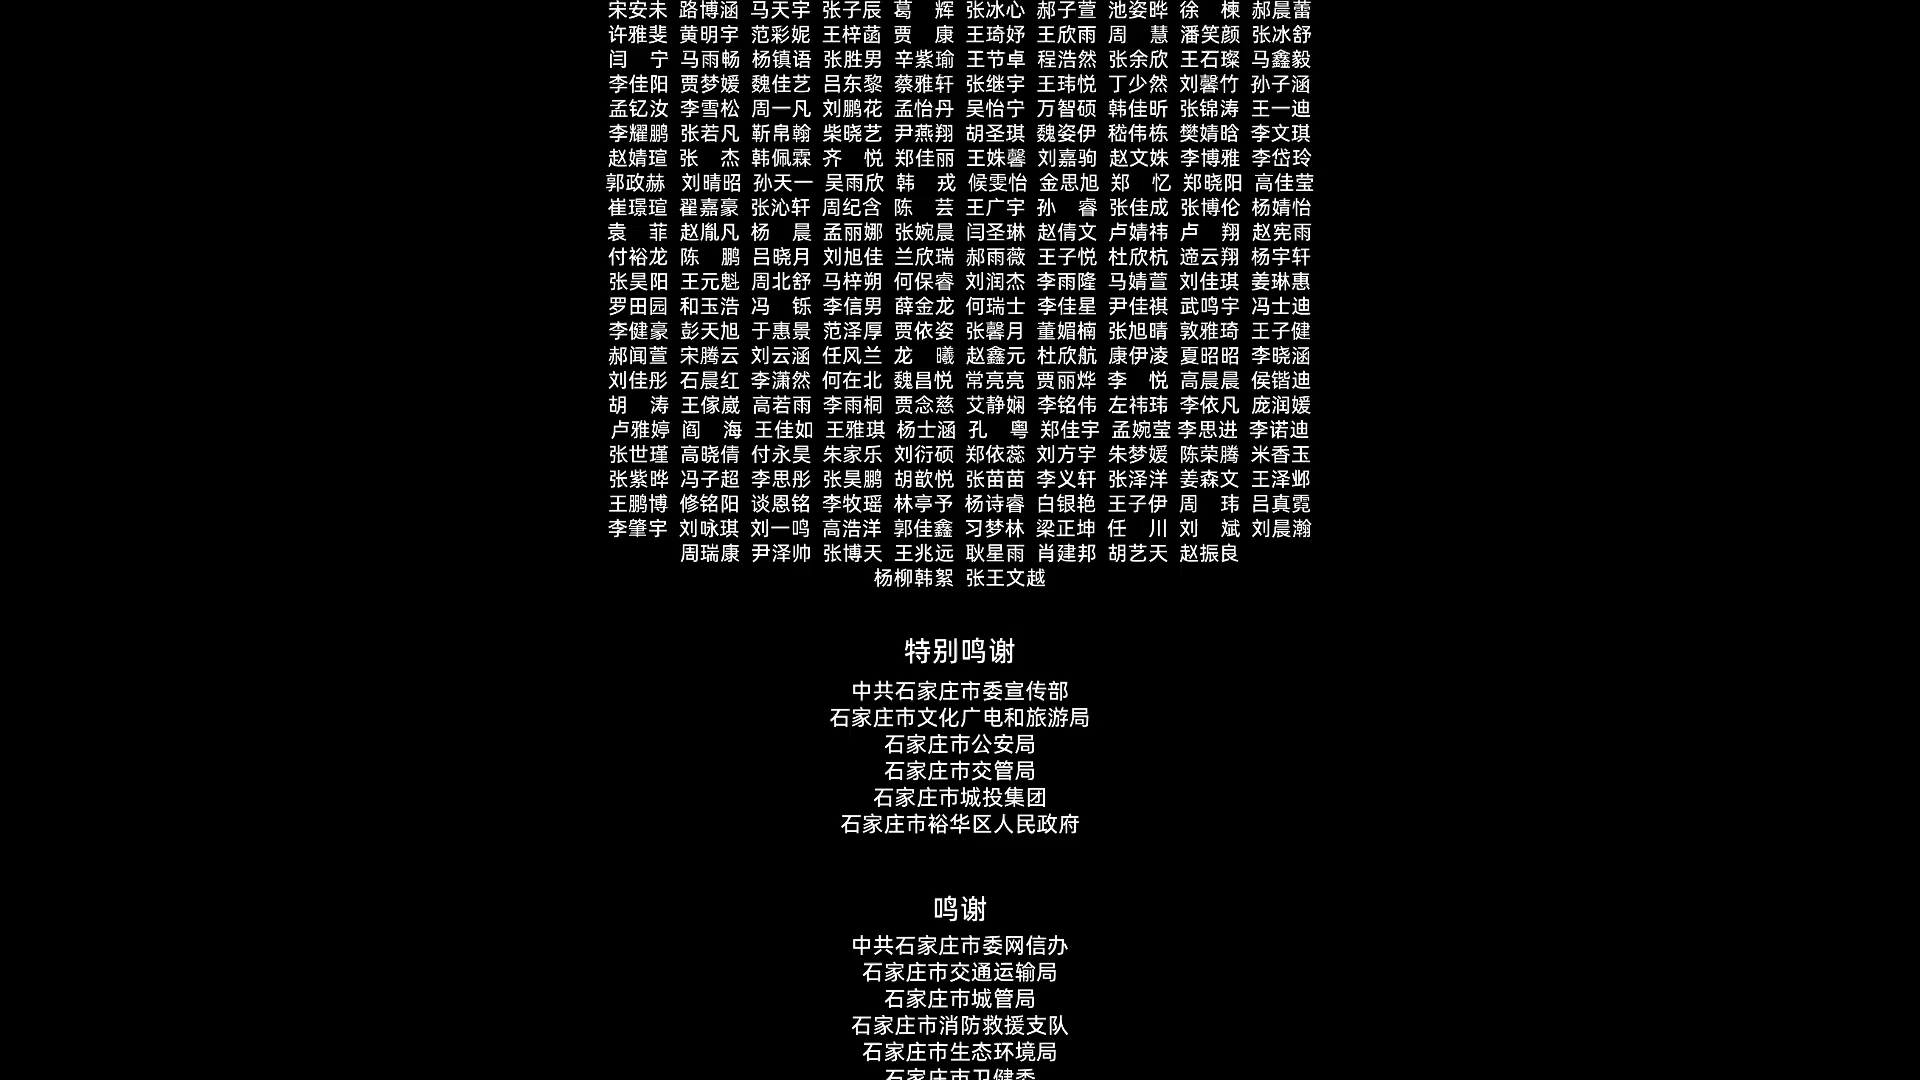 宋安未 路博涵 马天宇 张子辰 葛　辉 张冰心 郝子萱 池姿晔 徐　楝 郝晨蕾
许雅斐 黄明宇 范彩妮 王梓菡 贾　康 王琦妤 王欣雨 周　慧 潘笑颜 张冰舒
闫　宁 马雨畅 杨镇语 张胜男 辛紫瑜 王节卓 程浩然 张余欣 王石璨 马鑫毅
李佳阳 贾梦媛 魏佳艺 吕东黎 蔡雅轩 张继宇 王玮悦 丁少然 刘馨竹 孙子涵
孟钇汝 李雪松 周一凡 刘鹏花 孟怡丹 吴怡宁 万智硕 韩佳昕 张锦涛 王一迪
李耀鹏 张若凡 靳帛翰 柴晓艺 尹燕翔 胡圣琪 魏姿伊 嵇伟栋 樊婧晗 李文琪
赵婧瑄 张　杰 韩佩霖 齐　悦 郑佳丽 王姝馨 刘嘉驹 赵文姝 李博雅 李岱玲
郭政赫 刘晴昭 孙天一 吴雨欣 韩　戎 候雯怡 金思旭 郑　忆 郑晓阳 高佳莹
崔璟瑄 翟嘉豪 张沁轩 周纪含 陈　芸 王广宇 孙　睿 张佳成 张博伦 杨婧怡
袁　菲 赵胤凡 杨　晨 孟丽娜 张婉晨 闫圣琳 赵倩文 卢婧祎 卢　翔 赵宪雨
付裕龙 陈　鹏 吕晓月 刘旭佳 兰欣瑞 郝雨薇 王子悦 杜欣杭 遆云翔 杨宇轩
张昊阳 王元魁 周北舒 马梓朔 何保睿 刘润杰 李雨隆 马婧萱 刘佳琪 姜琳惠
罗田园 和玉浩 冯　铄 李信男 薛金龙 何瑞士 李佳星 尹佳祺 武鸣宇 冯士迪
李健豪 彭天旭 于惠景 范泽厚 贾依姿 张馨月 董媚楠 张旭晴 敦雅琦 王子健
郝闻萱 宋腾云 刘云涵 任风兰 龙　曦 赵鑫元 杜欣航 康伊凌 夏昭昭 李晓涵
刘佳彤 石晨红 李潇然 何在北 魏昌悦 常亮亮 贾丽烨 李　悦 高晨晨 侯锴迪
胡　涛 王傢崴 高若雨 李雨桐 贾念慈 艾静娴 李铭伟 左祎玮 李依凡 庞润媛
卢雅婷 阎　海 王佳如 王雅琪 杨士涵 孔　粤 郑佳宇 孟婉莹 李思进 李诺迪
张世瑾 高晓倩 付永昊 朱家乐 刘衍硕 郑依蕊 刘方宇 朱梦媛 陈荣腾 米香玉
张紫晔 冯子超 李思彤 张昊鹏 胡歆悦 张苗苗 李义轩 张泽洋 姜森文 王泽邺
王鹏博 修铭阳 谈恩铭 李牧瑶 林亭予 杨诗睿 白银艳 王子伊 周　玮 吕真霓
李肇宇 刘咏琪 刘一鸣 高浩洋 郭佳鑫 习梦林 梁正坤 任　川 刘　斌 刘晨瀚
周瑞康 尹泽帅 张博天 王兆远 耿星雨 肖建邦 胡艺天 赵振良
杨柳韩絮 张王文越
特别鸣谢
中共石家庄市委宣传部
石家庄市文化广电和旅游局
石家庄市公安局
石家庄市交管局
石家庄市城投集团
石家庄市裕华区人民政府
鸣谢
中共石家庄市委网信办
石家庄市交通运输局
石家庄市城管局
石家庄市消防救援支队
石家庄市生态环境局
石家庄市卫健委